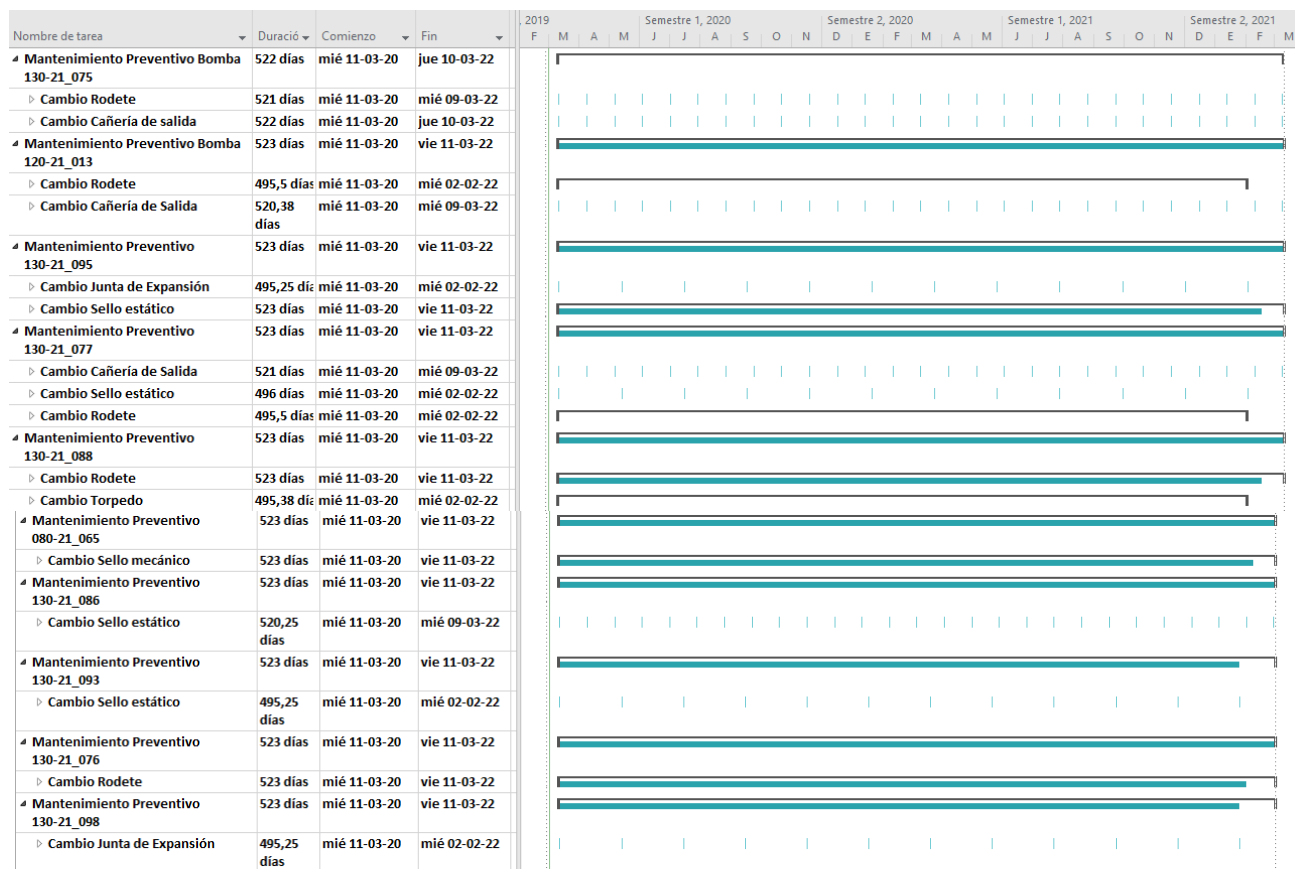 , 2019 Semestre 1, 2020 Semestre 2, 2020 Semestre 1, 2021 Semestre 2, 2021
Nombre de tarea Duració Comienzo Fin F M A M J J A S O N D E F M A M J J A S O N D E F M
Mantenimiento Preventivo Bomba 522 días mié 11-03-20 jue 10-03-22
130-21_075
Cambio Rodete 521 días mié 11-03-20 mié 09-03-22
Cambio Cañería de salida 522 días mié 11-03-20 jue 10-03-22
Mantenimiento Preventivo Bomba 523 días mié 11-03-20 vie 11-03-22
120-21_013
Cambio Rodete 495,5 días mié 11-03-20 mié 02-02-22
Cambio Cañería de Salida 520,38 mié 11-03-20 mié 09-03-22
días
Mantenimiento Preventivo 523 días mié 11-03-20 vie 11-03-22
130-21_095
Cambio Junta de Expansión 495,25 día mié 11-03-20 mié 02-02-22
Cambio Sello estático 523 días mié 11-03-20 vie 11-03-22
Mantenimiento Preventivo 523 días mié 11-03-20 vie 11-03-22
130-21_077
Cambio Cañería de Salida 521 días mié 11-03-20 mié 09-03-22
Cambio Sello estático 496 días mié 11-03-20 mié 02-02-22
Cambio Rodete 495,5 días mié 11-03-20 mié 02-02-22
Mantenimiento Preventivo 523 días mié 11-03-20 vie 11-03-22
130-21_088
Cambio Rodete 523 días mié 11-03-20 vie 11-03-22
Cambio Torpedo 495,38 día mié 11-03-20 mié 02-02-22
Mantenimiento Preventivo 523 días mié 11-03-20 vie 11-03-22
080-21_065
Cambio Sello mecánico 523 días mié 11-03-20 vie 11-03-22
Mantenimiento Preventivo 523 días mié 11-03-20 vie 11-03-22
130-21_086
Cambio Sello estático 520,25 mié 11-03-20 mié 09-03-22
días
Mantenimiento Preventivo 523 días mié 11-03-20 vie 11-03-22
130-21_093
Cambio Sello estático 495,25 mié 11-03-20 mié 02-02-22
días
Mantenimiento Preventivo 523 días mié 11-03-20 vie 11-03-22
130-21_076
Cambio Rodete 523 días mié 11-03-20 vie 11-03-22
Mantenimiento Preventivo 523 días mié 11-03-20 vie 11-03-22
130-21_098
Cambio Junta de Expansión 495,25 mié 11-03-20 mié 02-02-22
días